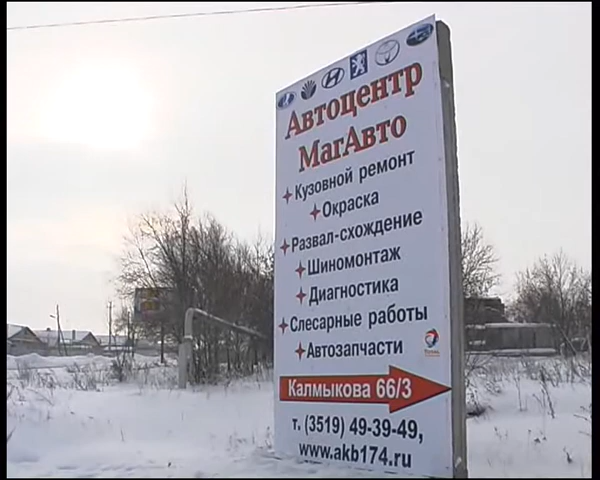 Автоцентр
МагАвто
Кузовной ремонт
Окраска
Развал-схождение
Шиномонтаж
Диагностика
Слесарные работы
Автозапчасти
TOTAL
Калмыкова 66/3
т. (3519) 49-39-49,
www.akb174.ru